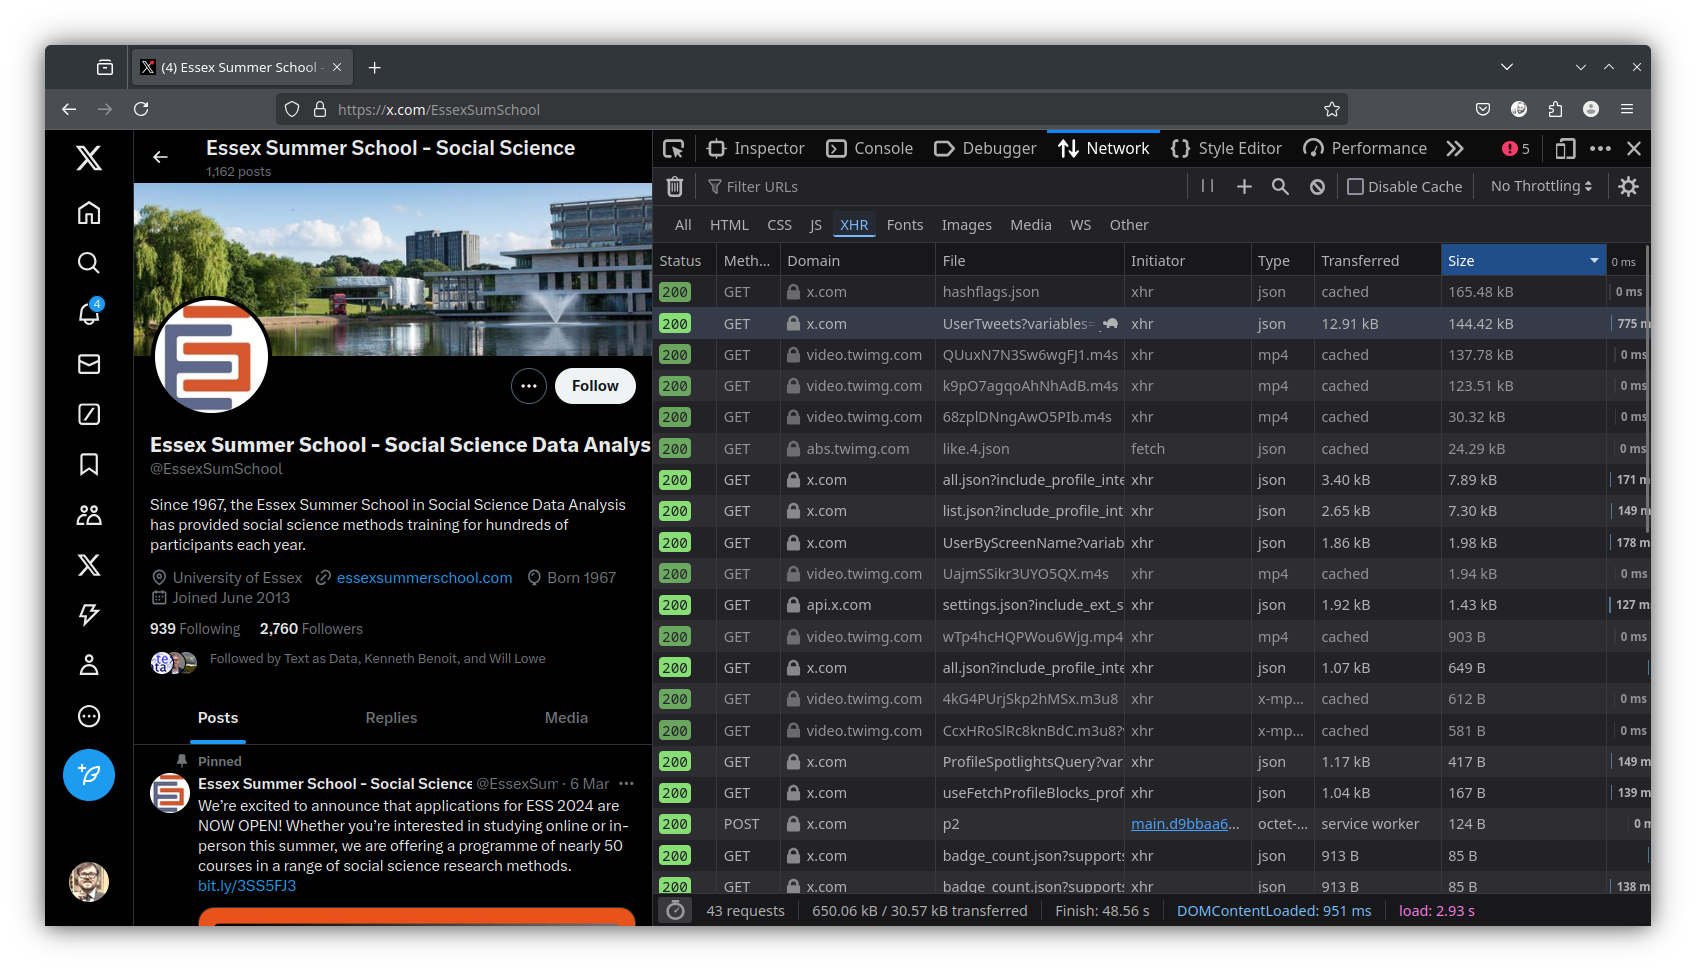 (4) Essex Summer School -
https://x.com/EssexSumSchool
Essex Summer School - Social Science
1,162 posts
4
Follow
Essex Summer School - Social Science Data Analys
@EssexSumSchool
Since 1967, the Essex Summer School in Social Science Data Analysis
has provided social science methods training for hundreds of
participants each year.
University of Essex essexsummerschool.com Born 1967
Joined June 2013
939 Following 2,760 Followers
Followed by Text as Data, Kenneth Benoit, and Will Lowe
Posts Replies Media
Pinned
Essex Summer School - Social Science @EssexSum · 6 Mar
We’re excited to announce that applications for ESS 2024 are
NOW OPEN! Whether you’re interested in studying online or in-
person this summer, we are offering a programme of nearly 50
courses in a range of social science research methods.
bit.ly/3SS5FJ3
Inspector Console Debugger Network Style Editor Performance 5
Filter URLs Disable Cache No Throttling
All HTML CSS JS XHR Fonts Images Media WS Other
Status Meth... Domain File Initiator Type Transferred Size 0 ms
200 GET x.com hashflags.json xhr json cached 165.48 kB 0 ms
200 GET x.com UserTweets?variables= xhr json 12.91 kB 144.42 kB 775 m
200 GET video.twimg.com QUuxN7N3Sw6wgFJ1.m4s xhr mp4 cached 137.78 kB 0 ms
200 GET video.twimg.com k9pO7agqoAhNhAdB.m4s xhr mp4 cached 123.51 kB 0 ms
200 GET video.twimg.com 68zplDNngAwO5PIb.m4s xhr mp4 cached 30.32 kB 0 ms
200 GET abs.twimg.com like.4.json fetch json cached 24.29 kB 0 ms
200 GET x.com all.json?include_profile_inte xhr json 3.40 kB 7.89 kB 171 m
200 GET x.com list.json?include_profile_int xhr json 2.65 kB 7.30 kB 149 m
200 GET x.com UserByScreenName?variab xhr json 1.86 kB 1.98 kB 178 m
200 GET video.twimg.com UajmSSikr3UYO5QX.m4s xhr mp4 cached 1.94 kB 0 ms
200 GET api.x.com settings.json?include_ext_s xhr json 1.92 kB 1.43 kB 127 m
200 GET video.twimg.com wTp4hcHQPWou6Wjg.mp4 xhr mp4 cached 903 B 0 ms
200 GET x.com all.json?include_profile_inte xhr json 1.07 kB 649 B
200 GET video.twimg.com 4kG4PUrjSkp2hMSx.m3u8 xhr x-mp... cached 612 B 0 ms
200 GET video.twimg.com CcxHRoSlRc8knBdC.m3u8? xhr x-mp... cached 581 B 0 ms
200 GET x.com ProfileSpotlightsQuery?var xhr json 1.17 kB 417 B 149 m
200 GET x.com useFetchProfileBlocks_prof xhr json 1.04 kB 167 B 139 m
200 POST x.com p2 main.d9bbaa6... octet-... service worker 124 B 0 m
200 GET x.com badge_count.json?supports xhr json 913 B 85 B
200 GET x.com badge_count.json?supports xhr json 913 B 85 B 138 m
43 requests 650.06 kB / 30.57 kB transferred Finish: 48.56 s DOMContentLoaded: 951 ms load: 2.93 s